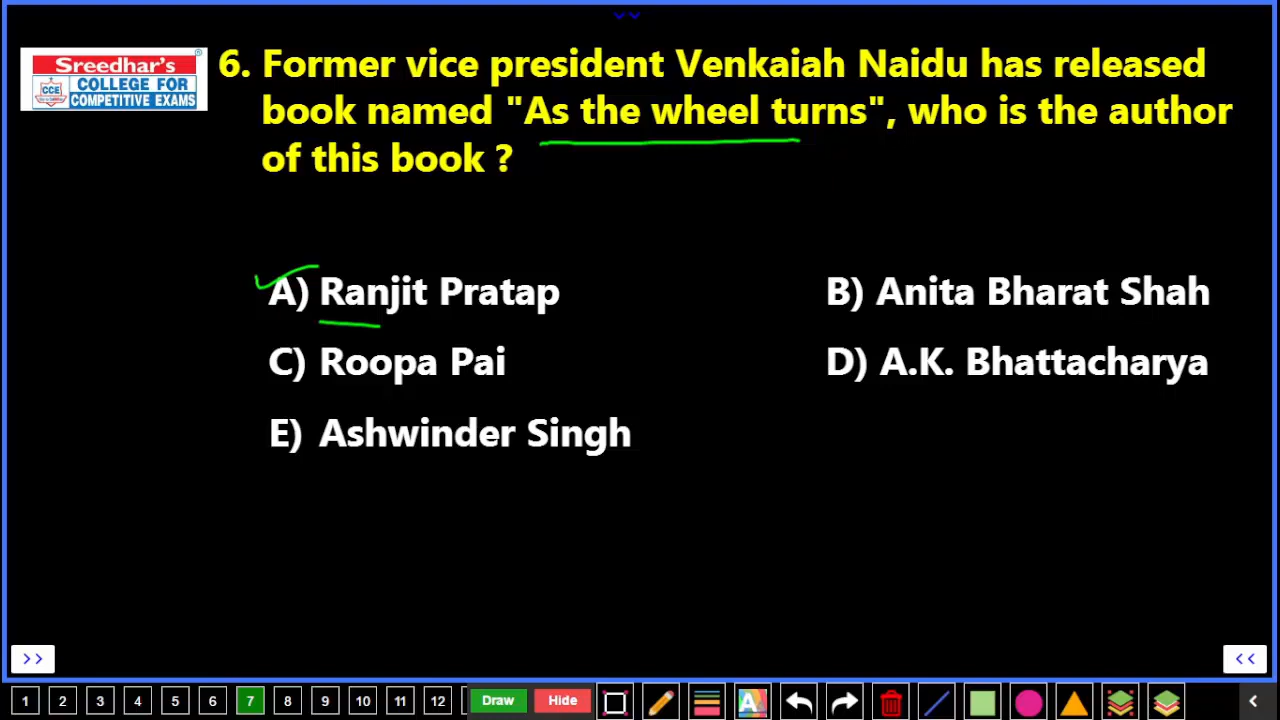 Sreedhar's
CCE
COLLEGE FOR
COMPETITIVE EXAMS
6. Former vice president Venkaiah Naidu has released
book named "As the wheel turns", who is the author
of this book ?
A) Ranjit Pratap
B) Anita Bharat Shah
C) Roopa Pai
D) A.K. Bhattacharya
E) Ashwinder Singh
>> <<
1 2 3 4 5 6 7 8 9 10 11 12 Draw Hide A <